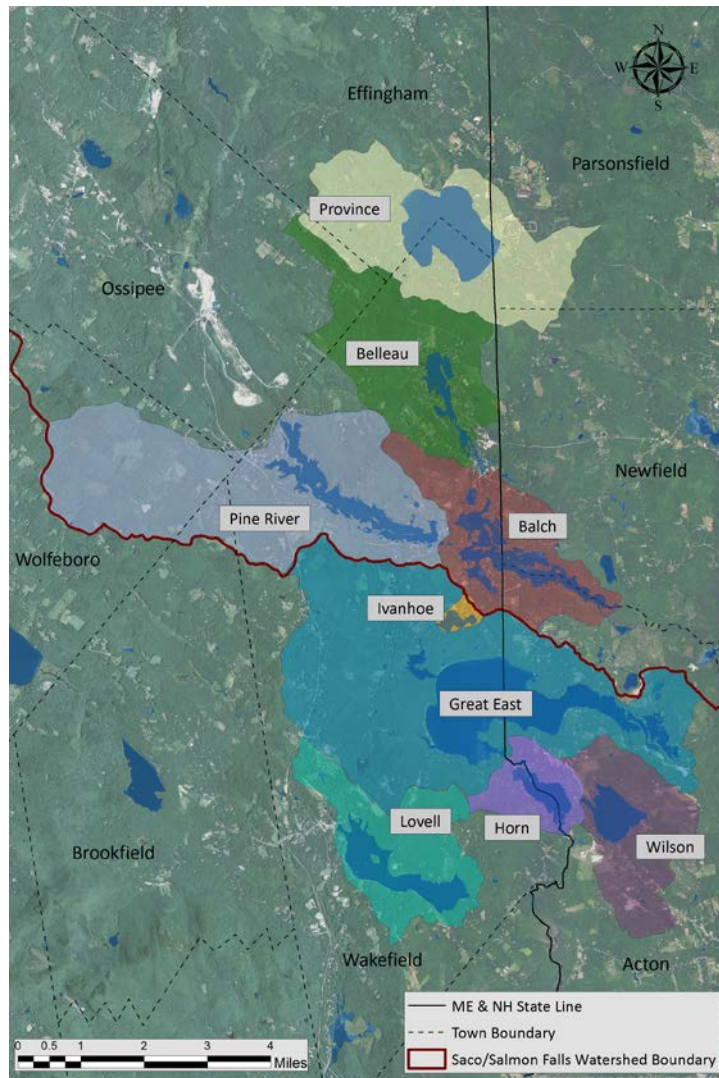 N
W E
S
Effingham
Parsonsfield
Province
Ossipee
Belleau
Newfield
Pine River
Balch
Wolfeboro
Ivanhoe
Great East
Lovell
Horn
Wilson
Brookfield
Wakefield
Acton
ME & NH State Line
Town Boundary
Saco/Salmon Falls Watershed Boundary
0 0.5 1 2 3 4
Miles